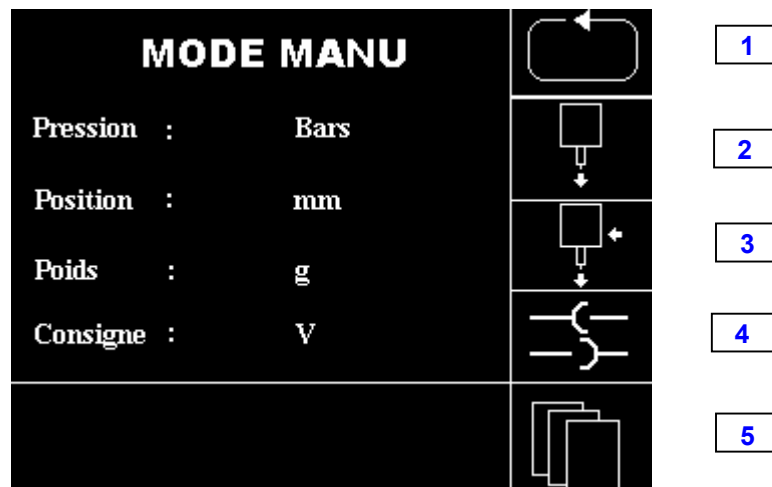 MODE MANU
Pression : Bars
Position : mm
Poids : g
Consigne : V
1
2
3
4
5